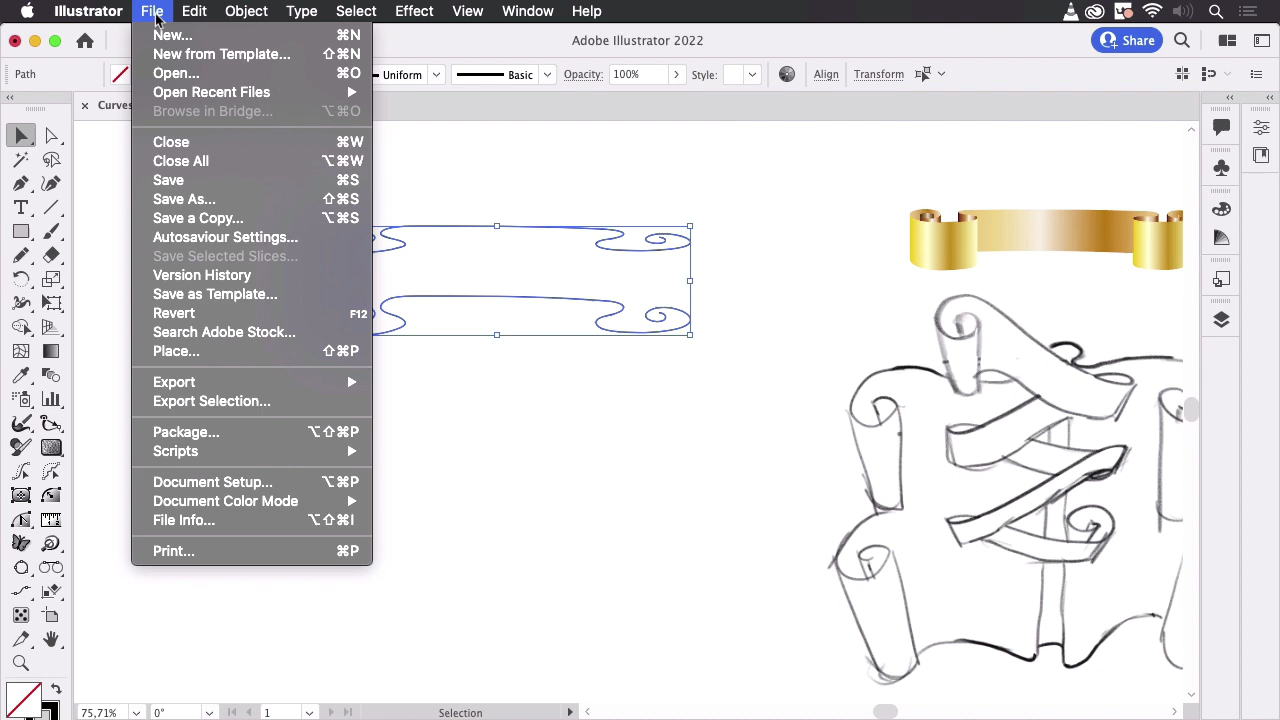 Illustrator File Edit Object Type Select Effect View Window Help
Adobe Illustrator 2022
Share
Path
Uniform
Basic
Opacity:
100%
Style:
Align
Transform
Curves
New... ⌘N
New from Template... ⇧⌘N
Open... ⌘O
Open Recent Files
Browse in Bridge... ⌥⌘O
Close ⌘W
Close All ⌥⌘W
Save ⌘S
Save As... ⇧⌘S
Save a Copy... ⌥⌘S
Autosaviour Settings...
Save Selected Slices...
Version History
Save as Template...
Revert F12
Search Adobe Stock...
Place... ⇧⌘P
Export
Export Selection...
Package... ⌥⇧⌘P
Scripts
Document Setup... ⌥⌘P
Document Color Mode
File Info... ⌥⇧⌘I
Print... ⌘P
75,71%
0°
1
Selection